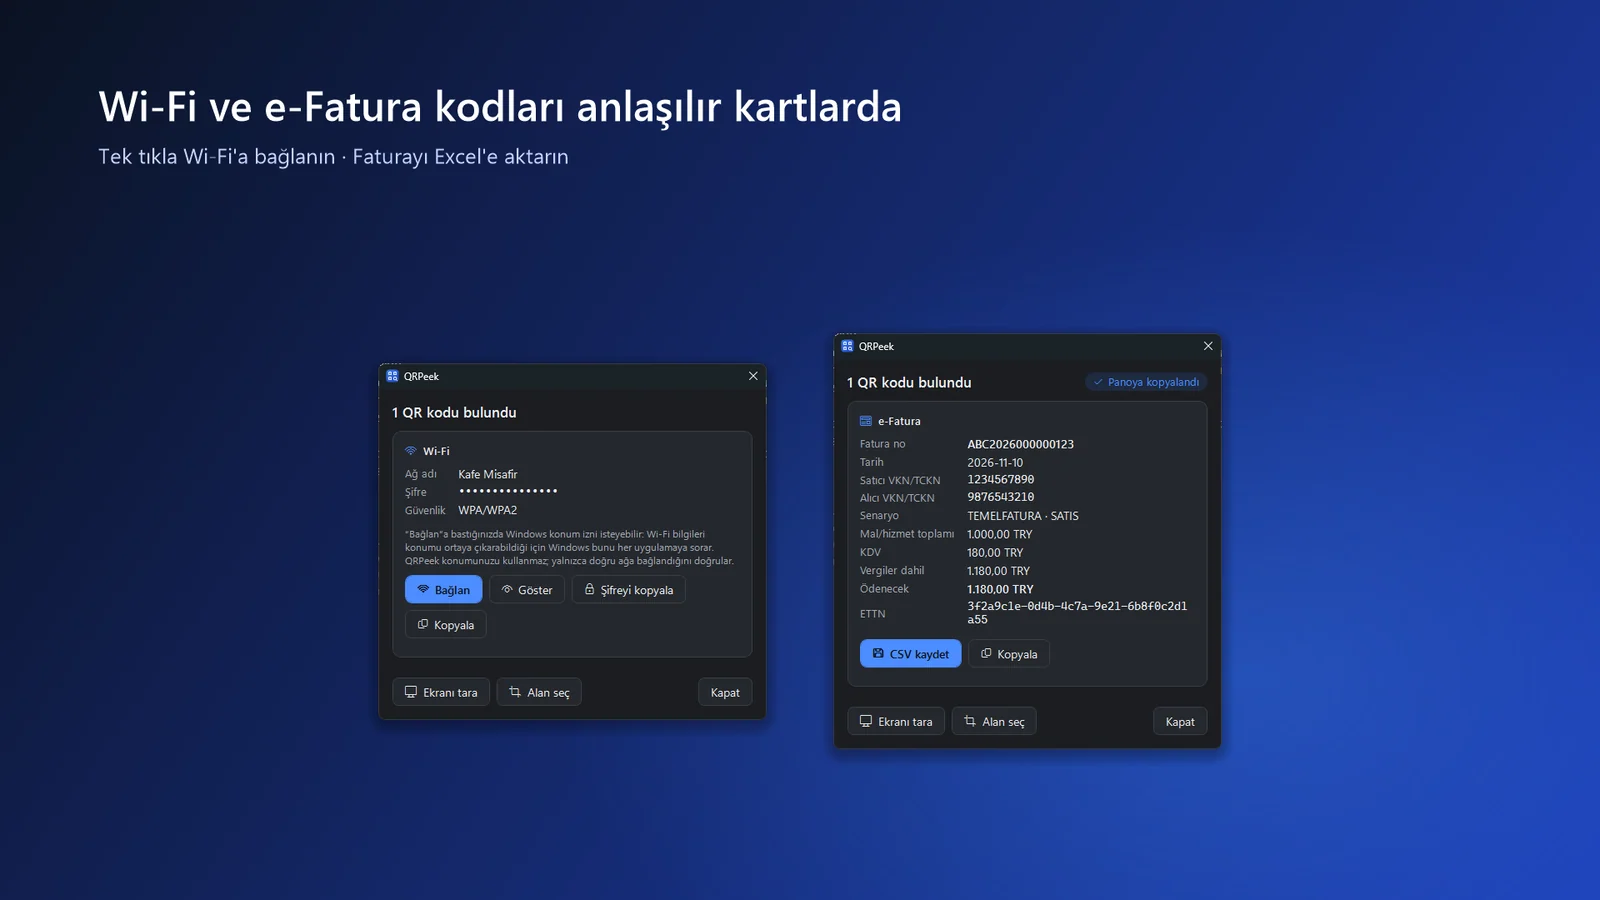 Wi-Fi ve e-Fatura kodları anlaşılır kartlarda
Tek tıkla Wi-Fi'a bağlanın · Faturayı Excel'e aktarın
QRPeek
1 QR kodu bulundu
Wi-Fi
Ağ adı Kafe Misafir
Şifre •••••••••••••••
Güvenlik WPA/WPA2
"Bağlan"a bastığınızda Windows konum izni isteyebilir: Wi-Fi bilgileri
konumu ortaya çıkarabildiği için Windows bunu her uygulamaya sorar.
QRPeek konumunuzu kullanmaz; yalnızca doğru ağa bağlandığını doğrular.
Bağlan Göster Şifreyi kopyala
Kopyala
Ekranı tara Alan seç Kapat
QRPeek
1 QR kodu bulundu Panoya kopyalandı
e-Fatura
Fatura no ABC2026000000123
Tarih 2026-11-10
Satıcı VKN/TCKN 1234567890
Alıcı VKN/TCKN 9876543210
Senaryo TEMELFATURA · SATIS
Mal/hizmet toplamı 1.000,00 TRY
KDV 180,00 TRY
Vergiler dahil 1.180,00 TRY
Ödenecek 1.180,00 TRY
ETTN 3f2a9c1e-0d4b-4c7a-9e21-6b8f0c2d1
a55
CSV kaydet Kopyala
Ekranı tara Alan seç Kapat